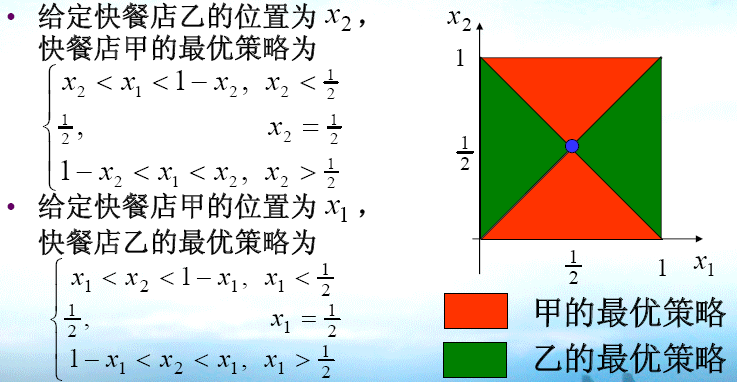 • 给定快餐店乙的位置为 x₂，
快餐店甲的最优策略为
x₂ < x₁ < 1 − x₂, x₂ < 1/2
1/2, x₂ = 1/2
1 − x₂ < x₁ < x₂, x₂ > 1/2
• 给定快餐店甲的位置为 x₁，
快餐店乙的最优策略为
x₁ < x₂ < 1 − x₁, x₁ < 1/2
1/2, x₁ = 1/2
1 − x₁ < x₂ < x₁, x₁ > 1/2
x₂
1
1/2
1/2 1 x₁
甲的最优策略
乙的最优策略